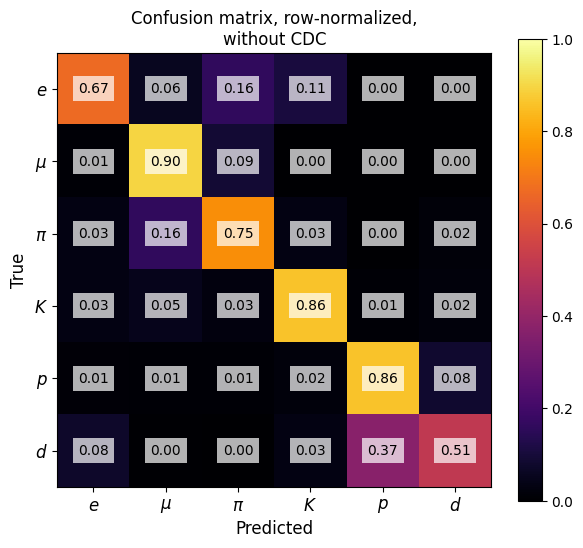 Confusion matrix, row-normalized,
without CDC
True
e 0.67 0.06 0.16 0.11 0.00 0.00
μ 0.01 0.90 0.09 0.00 0.00 0.00
π 0.03 0.16 0.75 0.03 0.00 0.02
K 0.03 0.05 0.03 0.86 0.01 0.02
p 0.01 0.01 0.01 0.02 0.86 0.08
d 0.08 0.00 0.00 0.03 0.37 0.51
e μ π K p d
Predicted
1.0
0.8
0.6
0.4
0.2
0.0